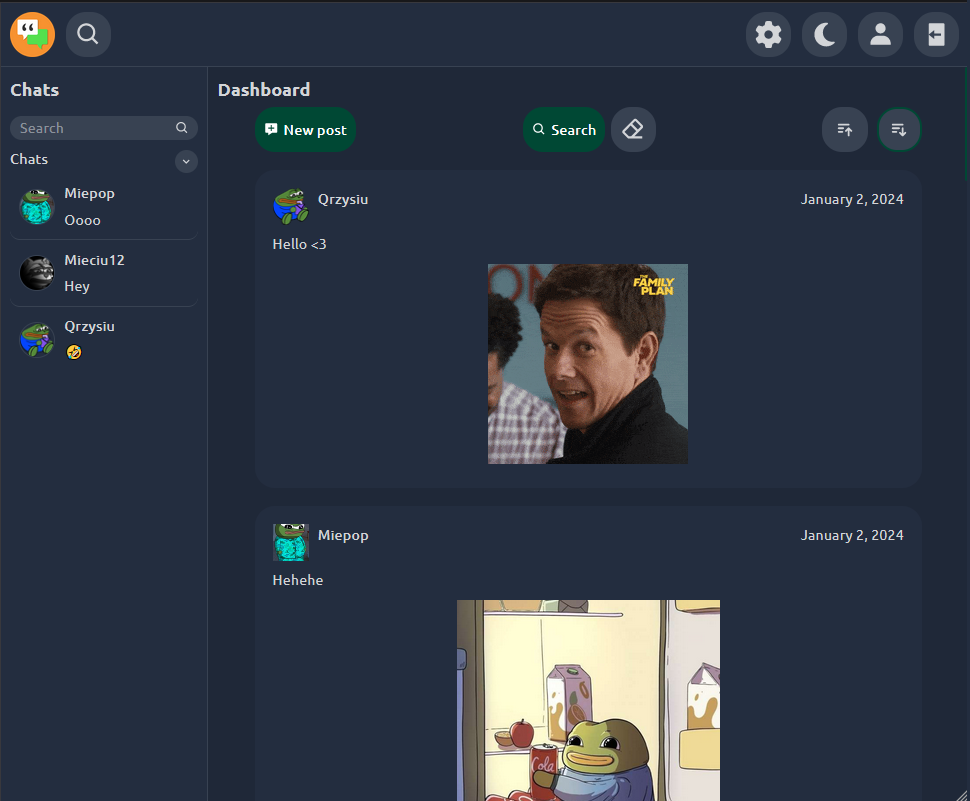 Chats
Search
Chats
Miepop
Oooo
Mieciu12
Hey
Qrzysiu
Dashboard
New post
Search
Qrzysiu
January 2, 2024
Hello <3
THE
FAMILY
PLAN
Miepop
January 2, 2024
Hehehe
Cola